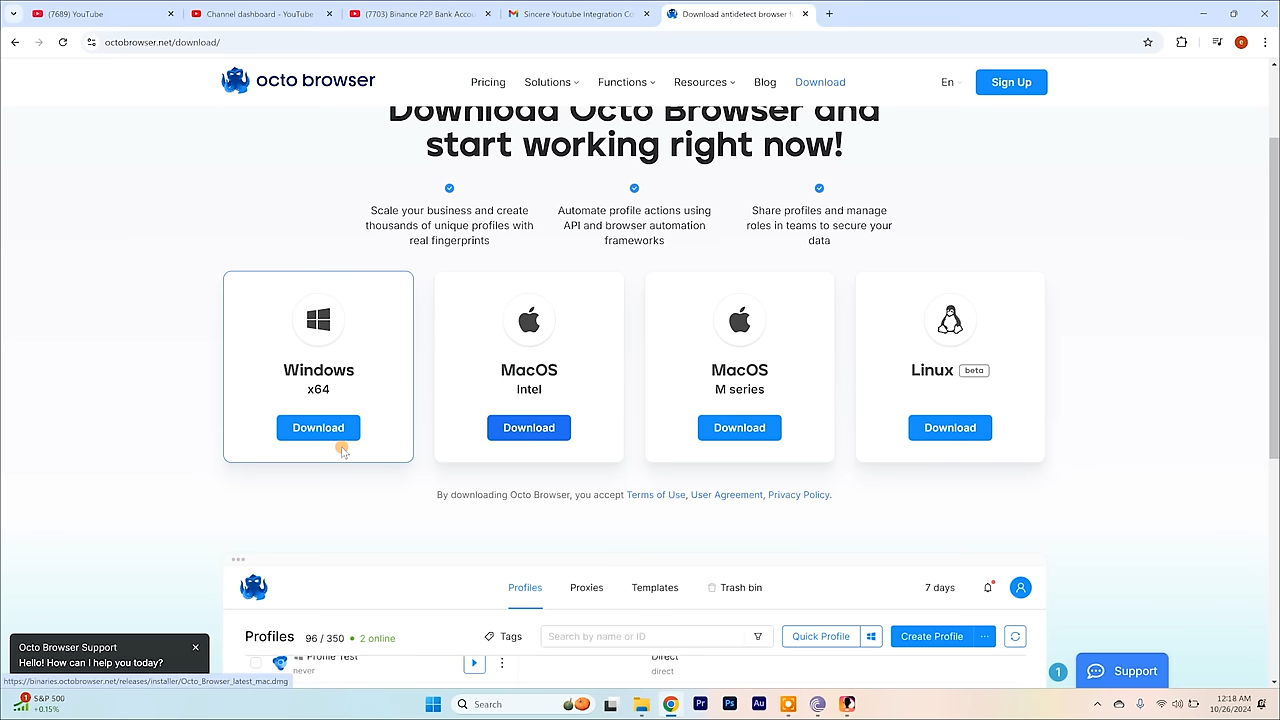 (7689) YouTube
Channel dashboard - YouTube
(7703) Binance P2P Bank Accou
Sincere Youtube Integration Co
Download antidetect browser f
octobrowser.net/download/
octo browser
Pricing
Solutions
Functions
Resources
Blog
Download
En
Sign Up
Download Octo Browser and
start working right now!
Scale your business and create
thousands of unique profiles with
real fingerprints
Automate profile actions using
API and browser automation
frameworks
Share profiles and manage
roles in teams to secure your
data
Windows
x64
Download
MacOS
Intel
Download
MacOS
M series
Download
Linux beta
Download
By downloading Octo Browser, you accept Terms of Use, User Agreement, Privacy Policy.
Profiles
Proxies
Templates
Trash bin
7 days
Profiles 96 / 350 • 2 online
Tags
Search by name or ID
Quick Profile
Create Profile
Profile Test
never
Direct
direct
Octo Browser Support
Hello! How can I help you today?
1
Support
https://binaries.octobrowser.net/releases/installer/Octo_Browser_latest_mac.dmg
1
S&P 500
+0.15%
Search
Pr
Ps
Au
12:18 AM
10/26/2024